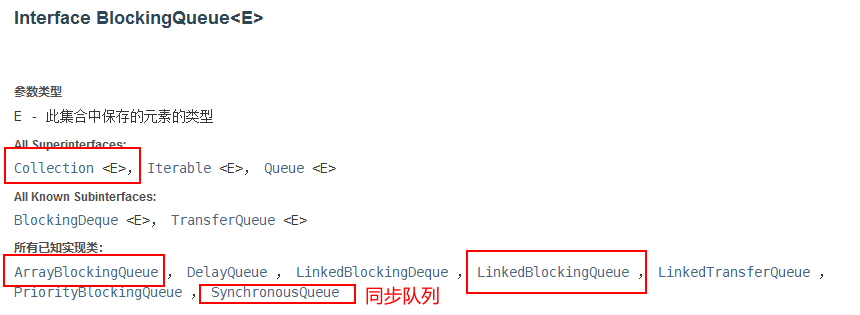 Interface BlockingQueue<E>
参数类型
E - 此集合中保存的元素的类型
All Superinterfaces:
Collection <E>, Iterable <E>, Queue <E>
All Known Subinterfaces:
BlockingDeque <E>, TransferQueue <E>
所有已知实现类:
ArrayBlockingQueue , DelayQueue , LinkedBlockingDeque , LinkedBlockingQueue , LinkedTransferQueue ,
PriorityBlockingQueue , SynchronousQueue 同步队列